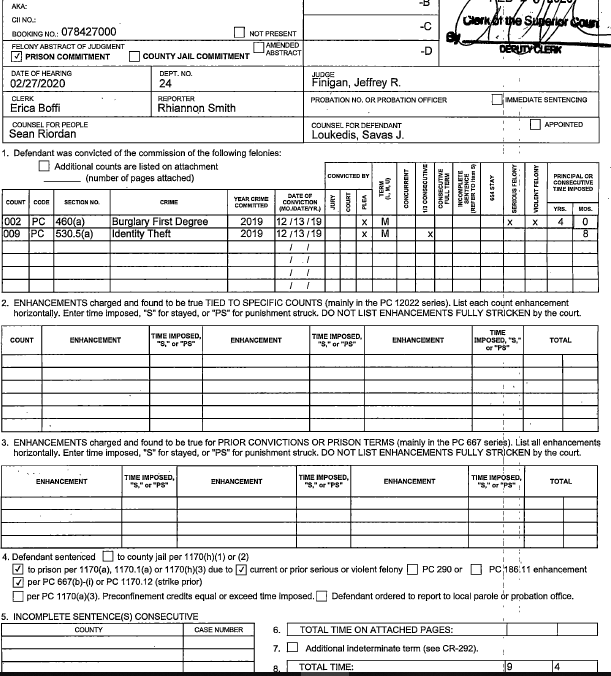 AKA:
-B
CII NO.:
BOOKING NO.: 078427000
NOT PRESENT
-C
Clerk of the Superior Court
FELONY ABSTRACT OF JUDGMENT
✓ PRISON COMMITMENT
COUNTY JAIL COMMITMENT
AMENDED ABSTRACT
-D
By
DEPUTY CLERK
DATE OF HEARING
DEPT. NO.
JUDGE
02/27/2020
24
Finigan, Jeffrey R.
CLERK
REPORTER
PROBATION NO. OR PROBATION OFFICER
IMMEDIATE SENTENCING
Erica Boffi
Rhiannon Smith
COUNSEL FOR PEOPLE
COUNSEL FOR DEFENDANT
APPOINTED
Sean Riordan
Loukedis, Savas J.
1. Defendant was convicted of the commission of the following felonies:
Additional counts are listed on attachment
(number of pages attached)
CONVICTED BY
COUNT CODE SECTION NO. CRIME YEAR CRIME COMMITTED DATE OF CONVICTION (MO./DATE/YR.) JURY COURT PLEA TERM (L, M, U) CONCURRENT 1/3 CONSECUTIVE CONSECUTIVE FULL TERM INCOMPLETE SENTENCE (REFER TO Item 5) 654 STAY SERIOUS FELONY VIOLENT FELONY PRINCIPAL OR CONSECUTIVE TIME IMPOSED YRS. MOS.
002 PC 460(a) Burglary First Degree 2019 12 / 13 / 19 x M x x 4 0
009 PC 530.5(a) Identity Theft 2019 12 / 13 / 19 x M x 8
/ /
/ /
/ /
/ /
2. ENHANCEMENTS charged and found to be true TIED TO SPECIFIC COUNTS (mainly in the PC 12022 series). List each count enhancement
horizontally. Enter time imposed, "S" for stayed, or "PS" for punishment struck. DO NOT LIST ENHANCEMENTS FULLY STRICKEN by the court.
COUNT ENHANCEMENT TIME IMPOSED, "S," or "PS" ENHANCEMENT TIME IMPOSED, "S," or "PS" ENHANCEMENT TIME IMPOSED, "S," or "PS" TOTAL
3. ENHANCEMENTS charged and found to be true for PRIOR CONVICTIONS OR PRISON TERMS (mainly in the PC 667 series). List all enhancements
horizontally. Enter time imposed, "S" for stayed, or "PS" for punishment struck. DO NOT LIST ENHANCEMENTS FULLY STRICKEN by the court.
ENHANCEMENT TIME IMPOSED, "S," or "PS" ENHANCEMENT TIME IMPOSED, "S," or "PS" ENHANCEMENT TIME IMPOSED, "S," or "PS" TOTAL
4. Defendant sentenced to county jail per 1170(h)(1) or (2)
✓ to prison per 1170(a), 1170.1(a) or 1170(h)(3) due to ✓ current or prior serious or violent felony PC 290 or PC 186.11 enhancement
✓ per PC 667(b)-(i) or PC 1170.12 (strike prior)
per PC 1170(a)(3). Preconfinement credits equal or exceed time imposed. Defendant ordered to report to local parole or probation office.
5. INCOMPLETE SENTENCE(S) CONSECUTIVE
COUNTY CASE NUMBER
6. TOTAL TIME ON ATTACHED PAGES:
7. Additional indeterminate term (see CR-292).
8. TOTAL TIME: 9 4